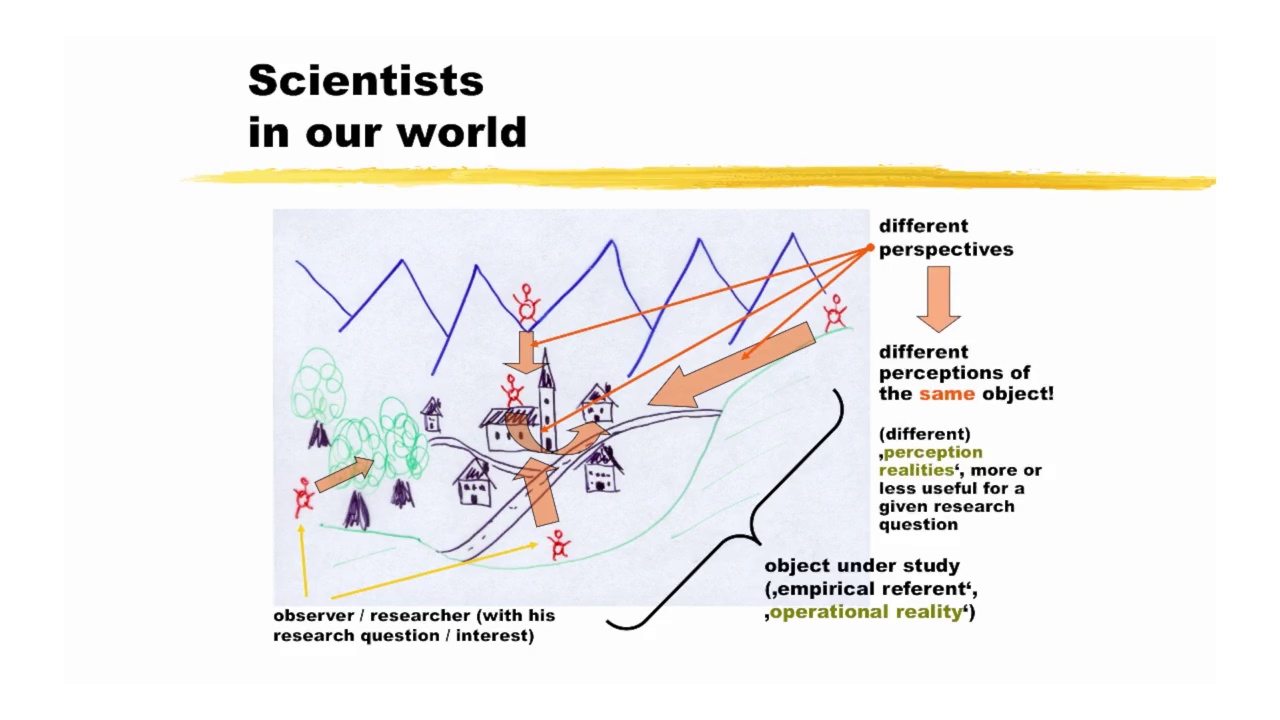 Scientists
in our world
different
perspectives
different
perceptions of
the same object!
(different)
‚perception
realities‘, more or
less useful for a
given research
question
object under study
(‚empirical referent‘,
‚operational reality‘)
observer / researcher (with his
research question / interest)